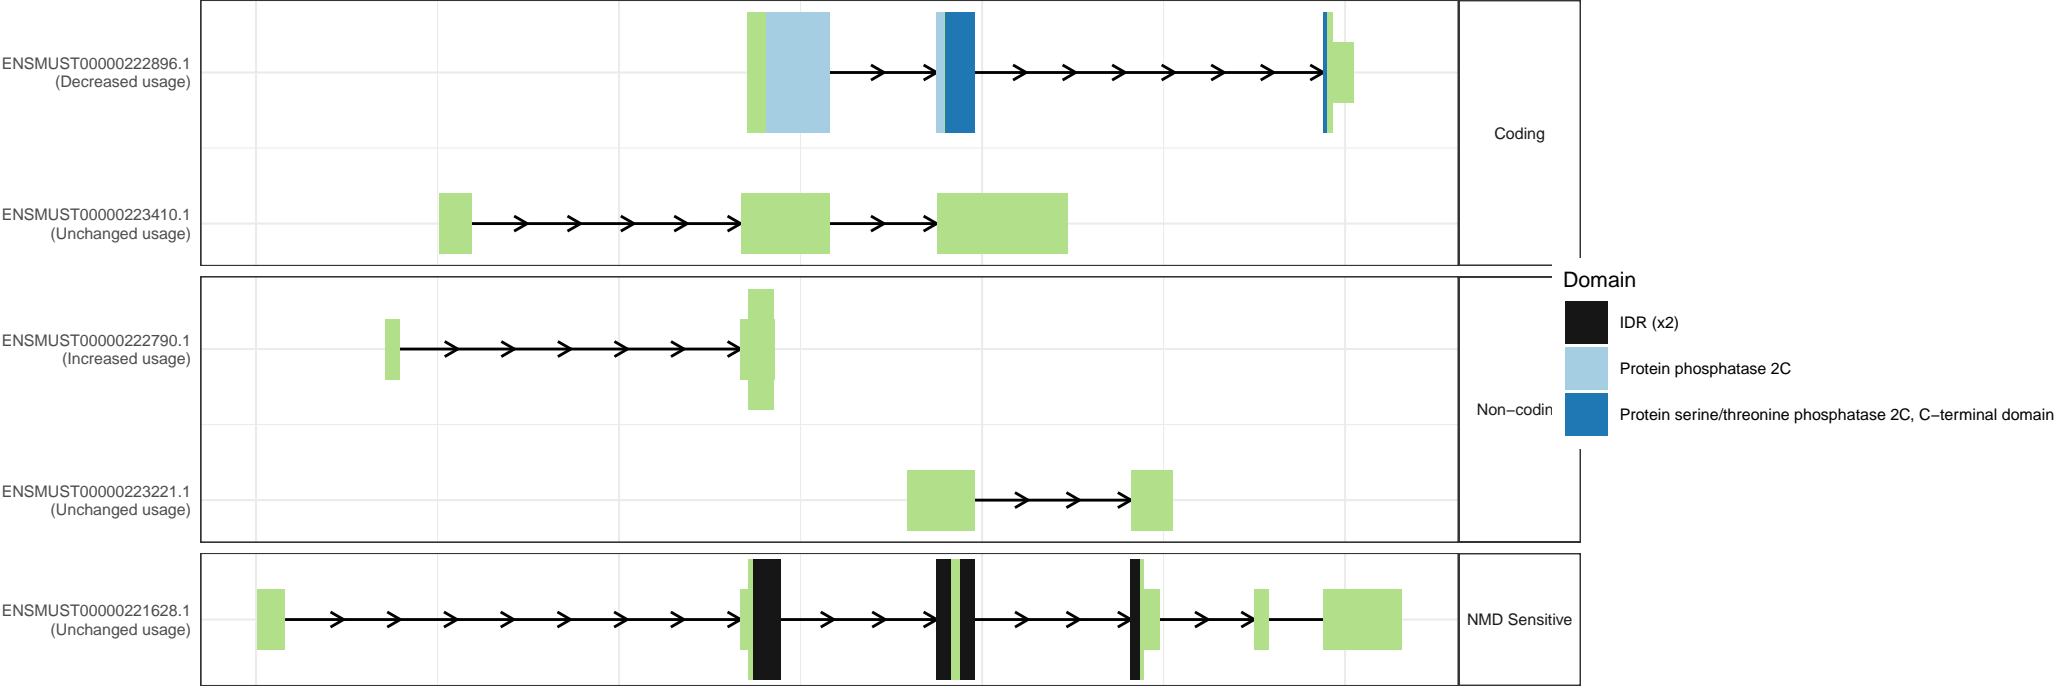 ENSMUST00000222896.1
(Decreased usage)
Coding
ENSMUST00000223410.1
(Unchanged usage)
Domain
IDR (x2)
Protein phosphatase 2C
Protein serine/threonine phosphatase 2C, C−terminal domain
ENSMUST00000222790.1
(Increased usage)
Non−codin
ENSMUST00000223221.1
(Unchanged usage)
ENSMUST00000221628.1
(Unchanged usage)
NMD Sensitive